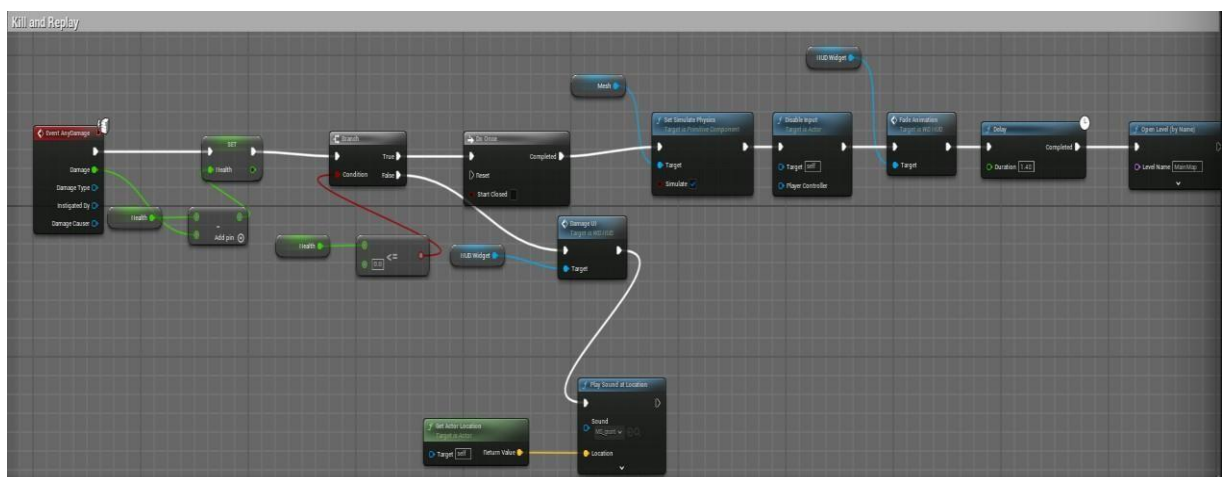 Kill and Replay
HUD Widget
Mesh
Event AnyDamage
Damage
Damage Type
Instigated By
Damage Causer
Health
-
Add pin
SET
Health
Health
0.0
<=
Branch
True
Condition
False
Do Once
Completed
Reset
Start Closed
Set Simulate Physics
Target is Primitive Component
Target
Simulate
Disable Input
Target is Actor
Target self
Player Controller
Fade Animation
Target is WB HUD
Target
Delay
Completed
Duration 1.40
Open Level (by Name)
Level Name MainMap
HUD Widget
Damage UI
Target is WB HUD
Target
Play Sound at Location
Sound
Location
Get Actor Location
Target is Actor
Target self
Return Value